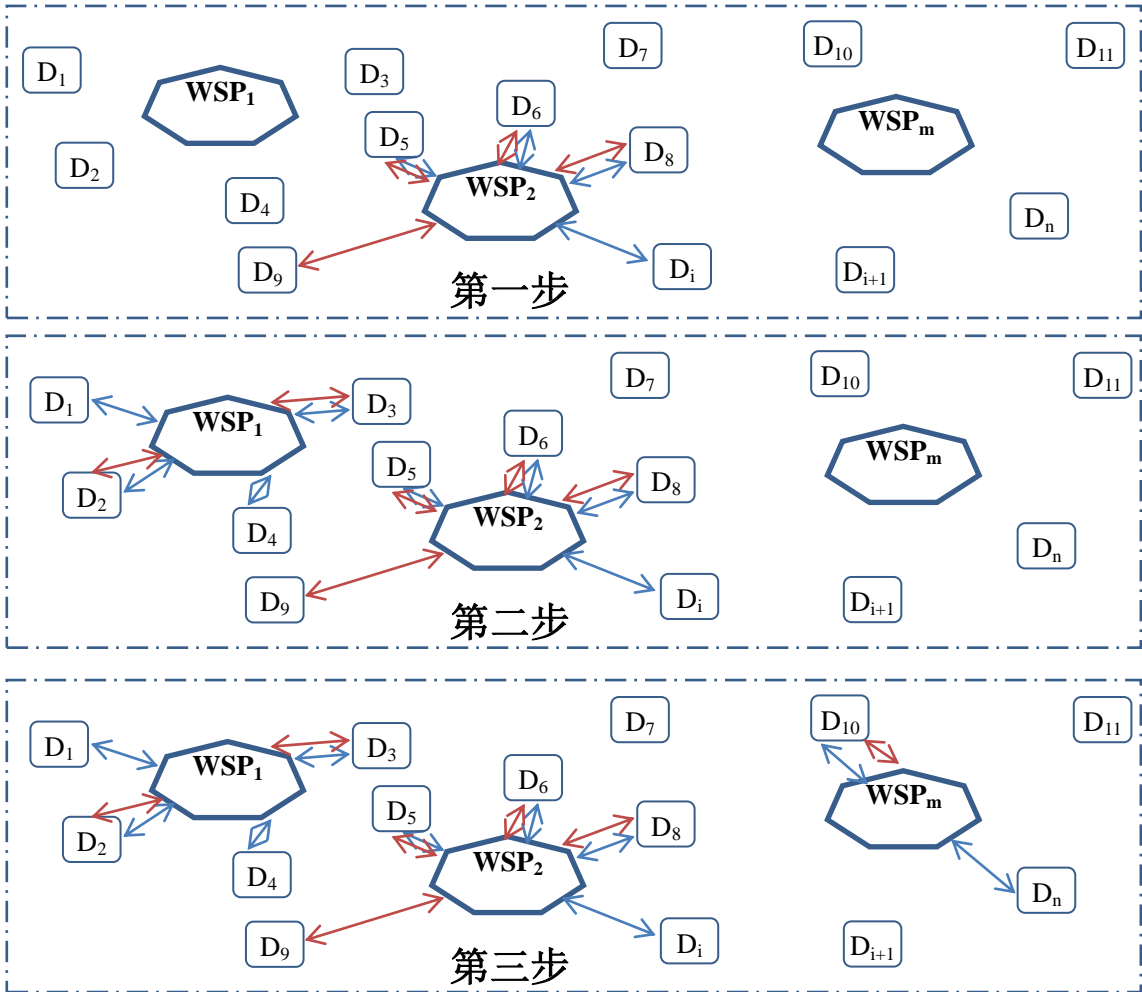 D₁
WSP₁
D₃
D₇
D₁₀
D₁₁
D₂
D₅
D₆
D₈
WSPₘ
D₄
WSP₂
D₉
Dᵢ
Dᵢ₊₁
Dₙ
第一步
D₁
WSP₁
D₃
D₇
D₁₀
D₁₁
D₂
D₅
D₆
D₈
WSPₘ
D₄
WSP₂
D₉
Dᵢ
Dᵢ₊₁
Dₙ
第二步
D₁
WSP₁
D₃
D₇
D₁₀
D₁₁
D₂
D₅
D₆
D₈
WSPₘ
D₄
WSP₂
D₉
Dᵢ
Dᵢ₊₁
Dₙ
第三步